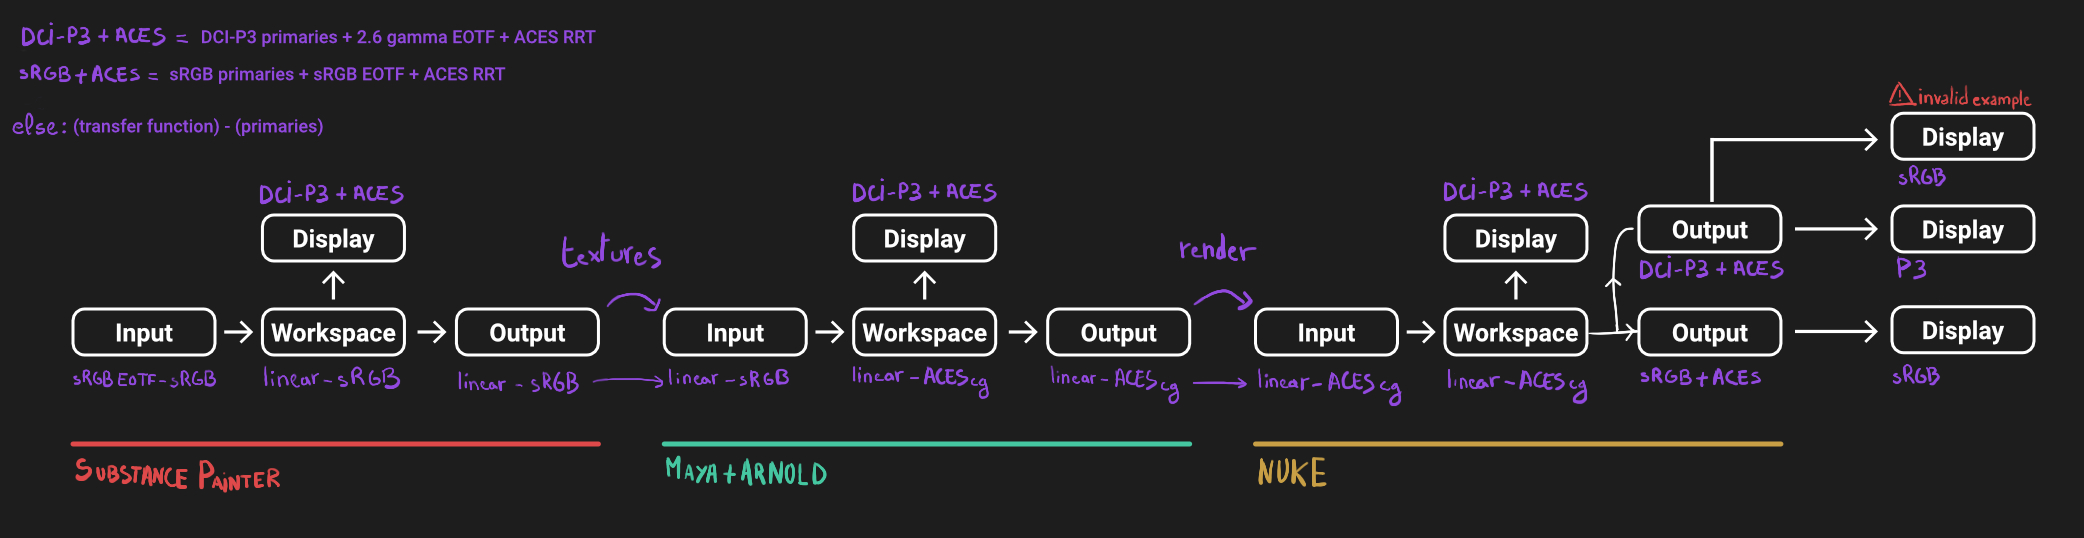 DCi-P3 + ACES = DCI-P3 primaries + 2.6 gamma EOTF + ACES RRT
sRGB + ACES = sRGB primaries + sRGB EOTF + ACES RRT
else: (transfer function) - (primaries)
⚠ invalid example
Display
sRGB
DCi-P3 + ACES
Display
textures
DCi-P3 + ACES
Display
render
DCi-P3 + ACES
Display
Output
DCi-P3 + ACES
Display
P3
Input
sRGB EOTF - sRGB
Workspace
linear - sRGB
Output
linear - sRGB
Input
linear - sRGB
Workspace
linear - ACEScg
Output
linear - ACEScg
Input
linear - ACEScg
Workspace
linear - ACEScg
Output
sRGB + ACES
Display
sRGB
SUBSTANCE PAiNTER
MAYA + ARNOLD
NUKE